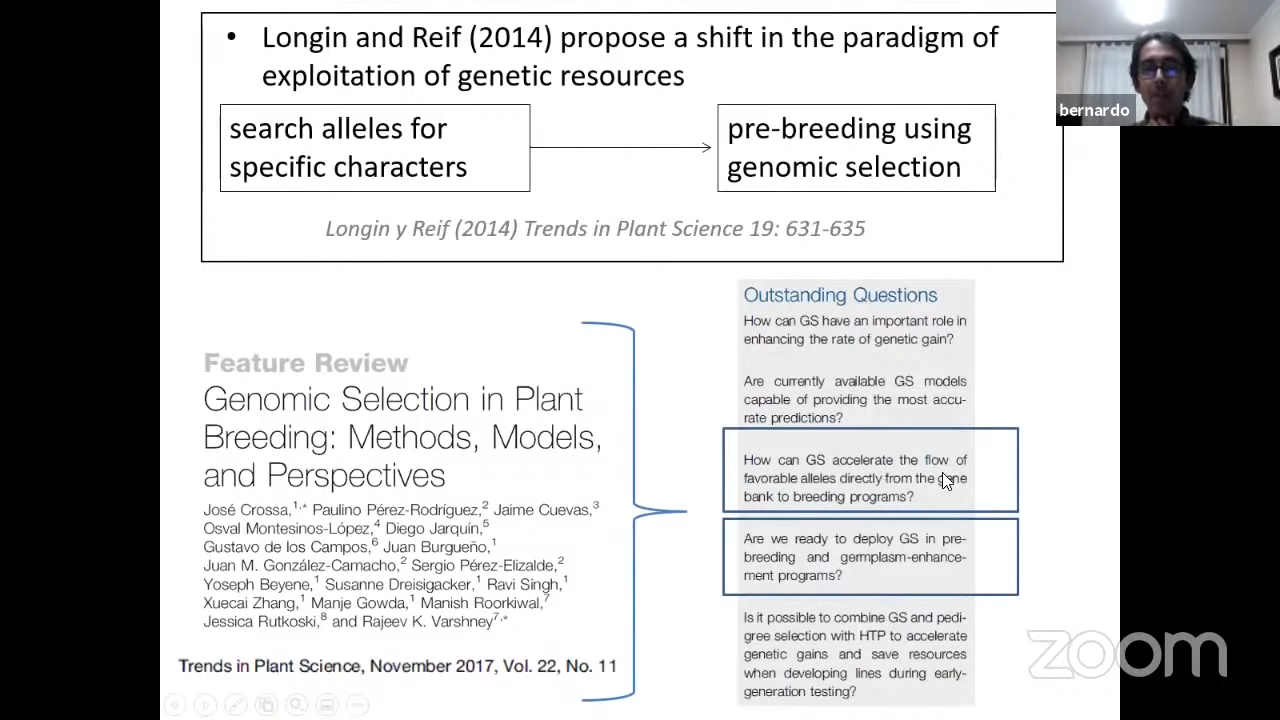 • Longin and Reif (2014) propose a shift in the paradigm of
exploitation of genetic resources
search alleles for
specific characters
pre-breeding using
genomic selection
Longin y Reif (2014) Trends in Plant Science 19: 631-635
bernardo
Feature Review
Genomic Selection in Plant
Breeding: Methods, Models,
and Perspectives
José Crossa,1,* Paulino Pérez-Rodríguez,2 Jaime Cuevas,3
Osval Montesinos-López,4 Diego Jarquín,5
Gustavo de los Campos,6 Juan Burgueño,1
Juan M. González-Camacho,2 Sergio Pérez-Elizalde,2
Yoseph Beyene,1 Susanne Dreisigacker,1 Ravi Singh,1
Xuecai Zhang,1 Manje Gowda,1 Manish Roorkiwal,7
Jessica Rutkoski,8 and Rajeev K. Varshney7,*
Trends in Plant Science, November 2017, Vol. 22, No. 11
Outstanding Questions
How can GS have an important role in
enhancing the rate of genetic gain?
Are currently available GS models
capable of providing the most accu-
rate predictions?
How can GS accelerate the flow of
favorable alleles directly from the gene
bank to breeding programs?
Are we ready to deploy GS in pre-
breeding and germplasm-enhance-
ment programs?
Is it possible to combine GS and pedi-
gree selection with HTP to accelerate
genetic gains and save resources
when developing lines during early-
generation testing?
zoom